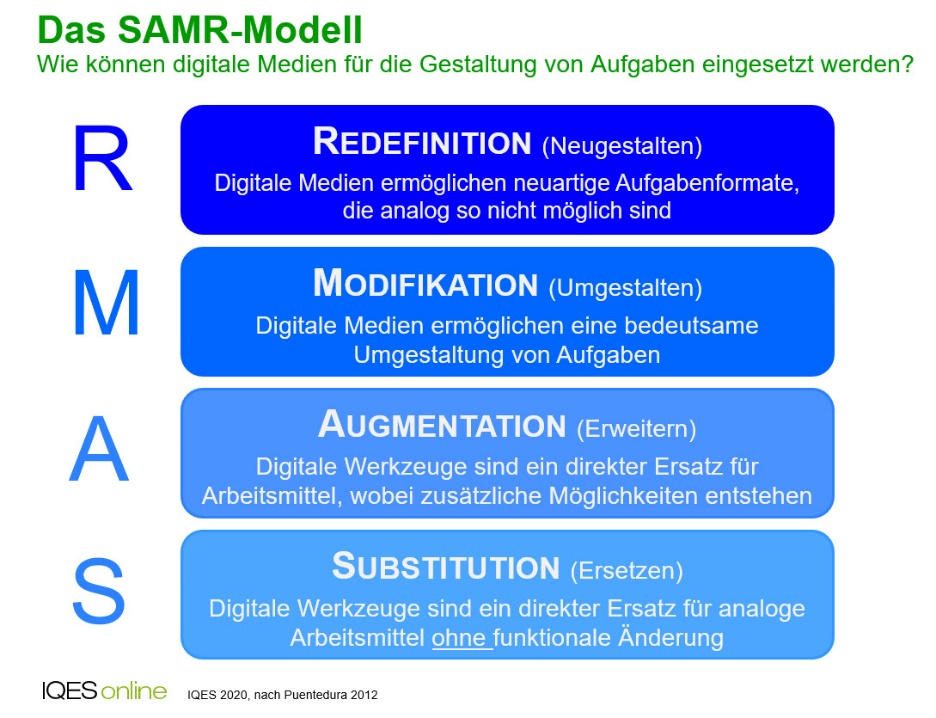 Das SAMR-Modell
Wie können digitale Medien für die Gestaltung von Aufgaben eingesetzt werden?
R
REDEFINITION (Neugestalten)
Digitale Medien ermöglichen neuartige Aufgabenformate,
die analog so nicht möglich sind
M
MODIFIKATION (Umgestalten)
Digitale Medien ermöglichen eine bedeutsame
Umgestaltung von Aufgaben
A
AUGMENTATION (Erweitern)
Digitale Werkzeuge sind ein direkter Ersatz für
Arbeitsmittel, wobei zusätzliche Möglichkeiten entstehen
S
SUBSTITUTION (Ersetzen)
Digitale Werkzeuge sind ein direkter Ersatz für analoge
Arbeitsmittel ohne funktionale Änderung
IQES online
IQES 2020, nach Puentedura 2012